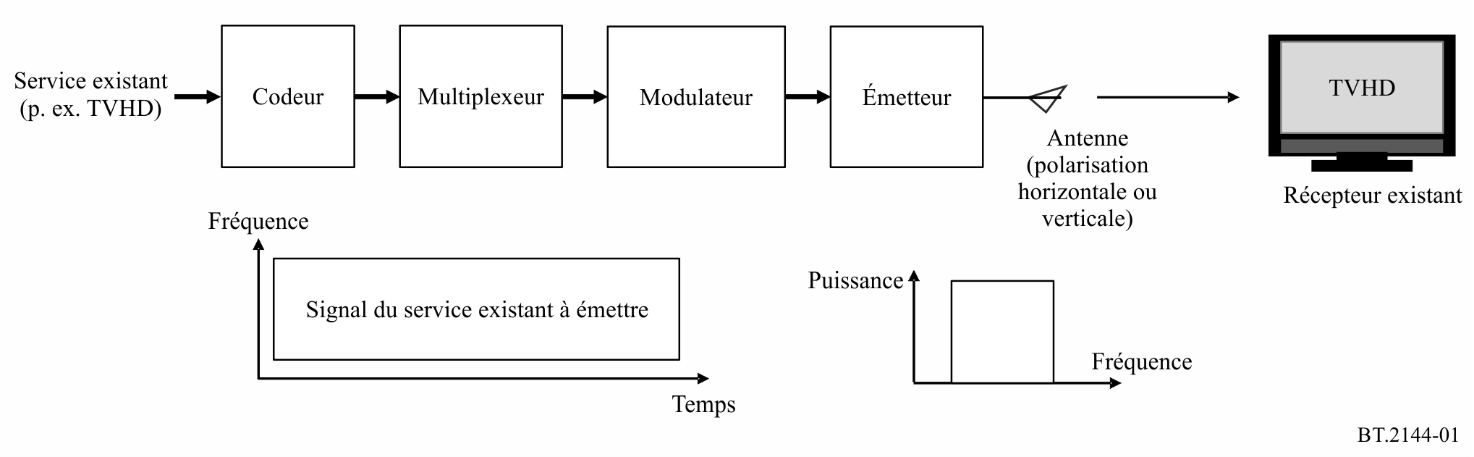 Service existant
(p. ex. TVHD)
Codeur
Multiplexeur
Modulateur
Émetteur
Antenne
(polarisation
horizontale ou
verticale)
TVHD
Récepteur existant
Fréquence
Signal du service existant à émettre
Temps
Puissance
Fréquence
BT.2144-01